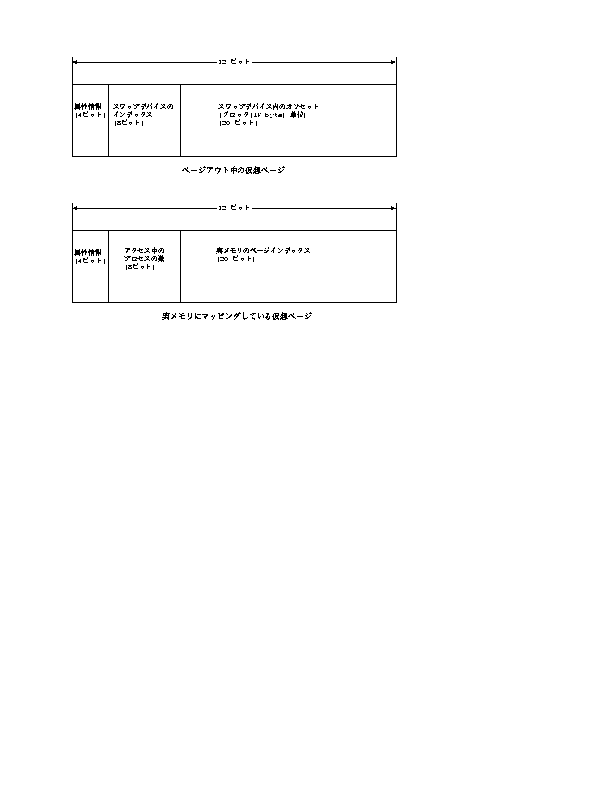 32 ビット
属性情報
(4ビット)
スワップデバイスの
インデックス
(8ビット)
スワップデバイス内のオフセット
(ブロック(1K byte) 単位)
(20 ビット)
ページアウト中の仮想ページ
32 ビット
属性情報
(4ビット)
アクセス中の
プロセスの数
(8ビット)
実メモリのページインデックス
(20 ビット)
実メモリにマッピングしている仮想ページ